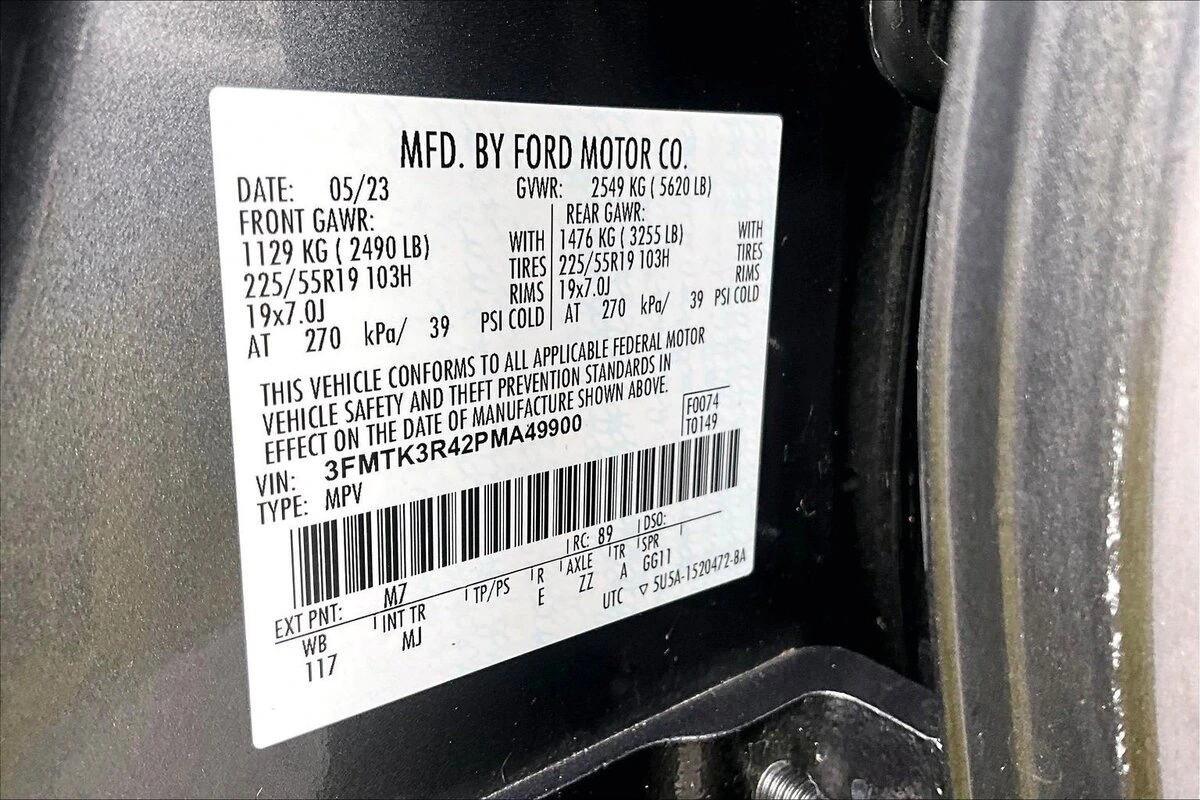 MFD. BY FORD MOTOR CO.
DATE: 05/23 GVWR: 2549 KG ( 5620 LB)
FRONT GAWR: REAR GAWR:
1129 KG ( 2490 LB) WITH 1476 KG ( 3255 LB) WITH
225/55R19 103H TIRES 225/55R19 103H TIRES
19x7.0J RIMS 19x7.0J RIMS
AT 270 kPa/ 39 PSI COLD AT 270 kPa/ 39 PSI COLD
THIS VEHICLE CONFORMS TO ALL APPLICABLE FEDERAL MOTOR
VEHICLE SAFETY AND THEFT PREVENTION STANDARDS IN
EFFECT ON THE DATE OF MANUFACTURE SHOWN ABOVE.
F0074
T0149
VIN: 3FMTK3R42PMA49900
TYPE: MPV
EXT PNT: M7 RC: 89 DSO:
WB INT TR TP/PS R AXLE TR SPR
117 MJ E ZZ A GG11
UTC ▽ 5U5A-1520472-BA